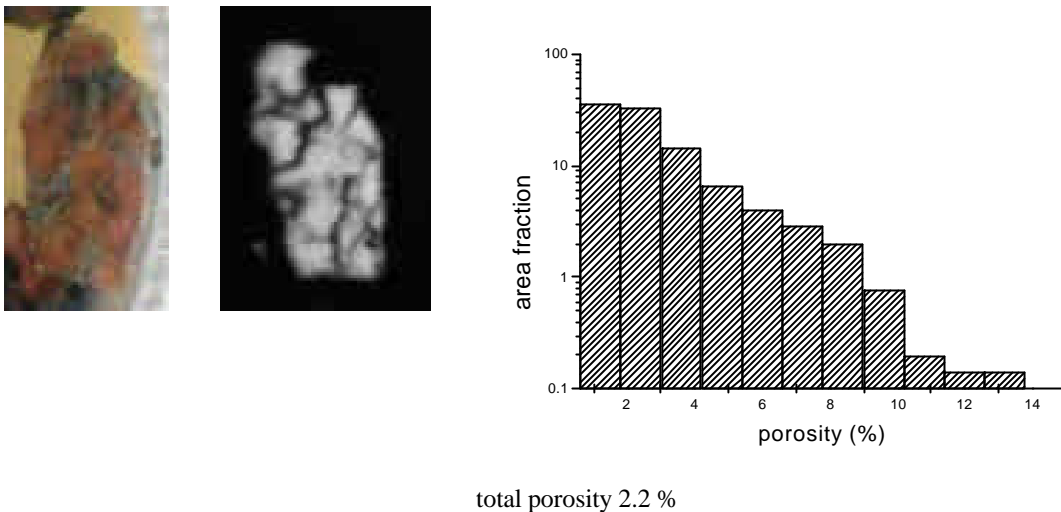 100
10
1
0.1
area fraction
2 4 6 8 10 12 14
porosity (%)
total porosity 2.2 %